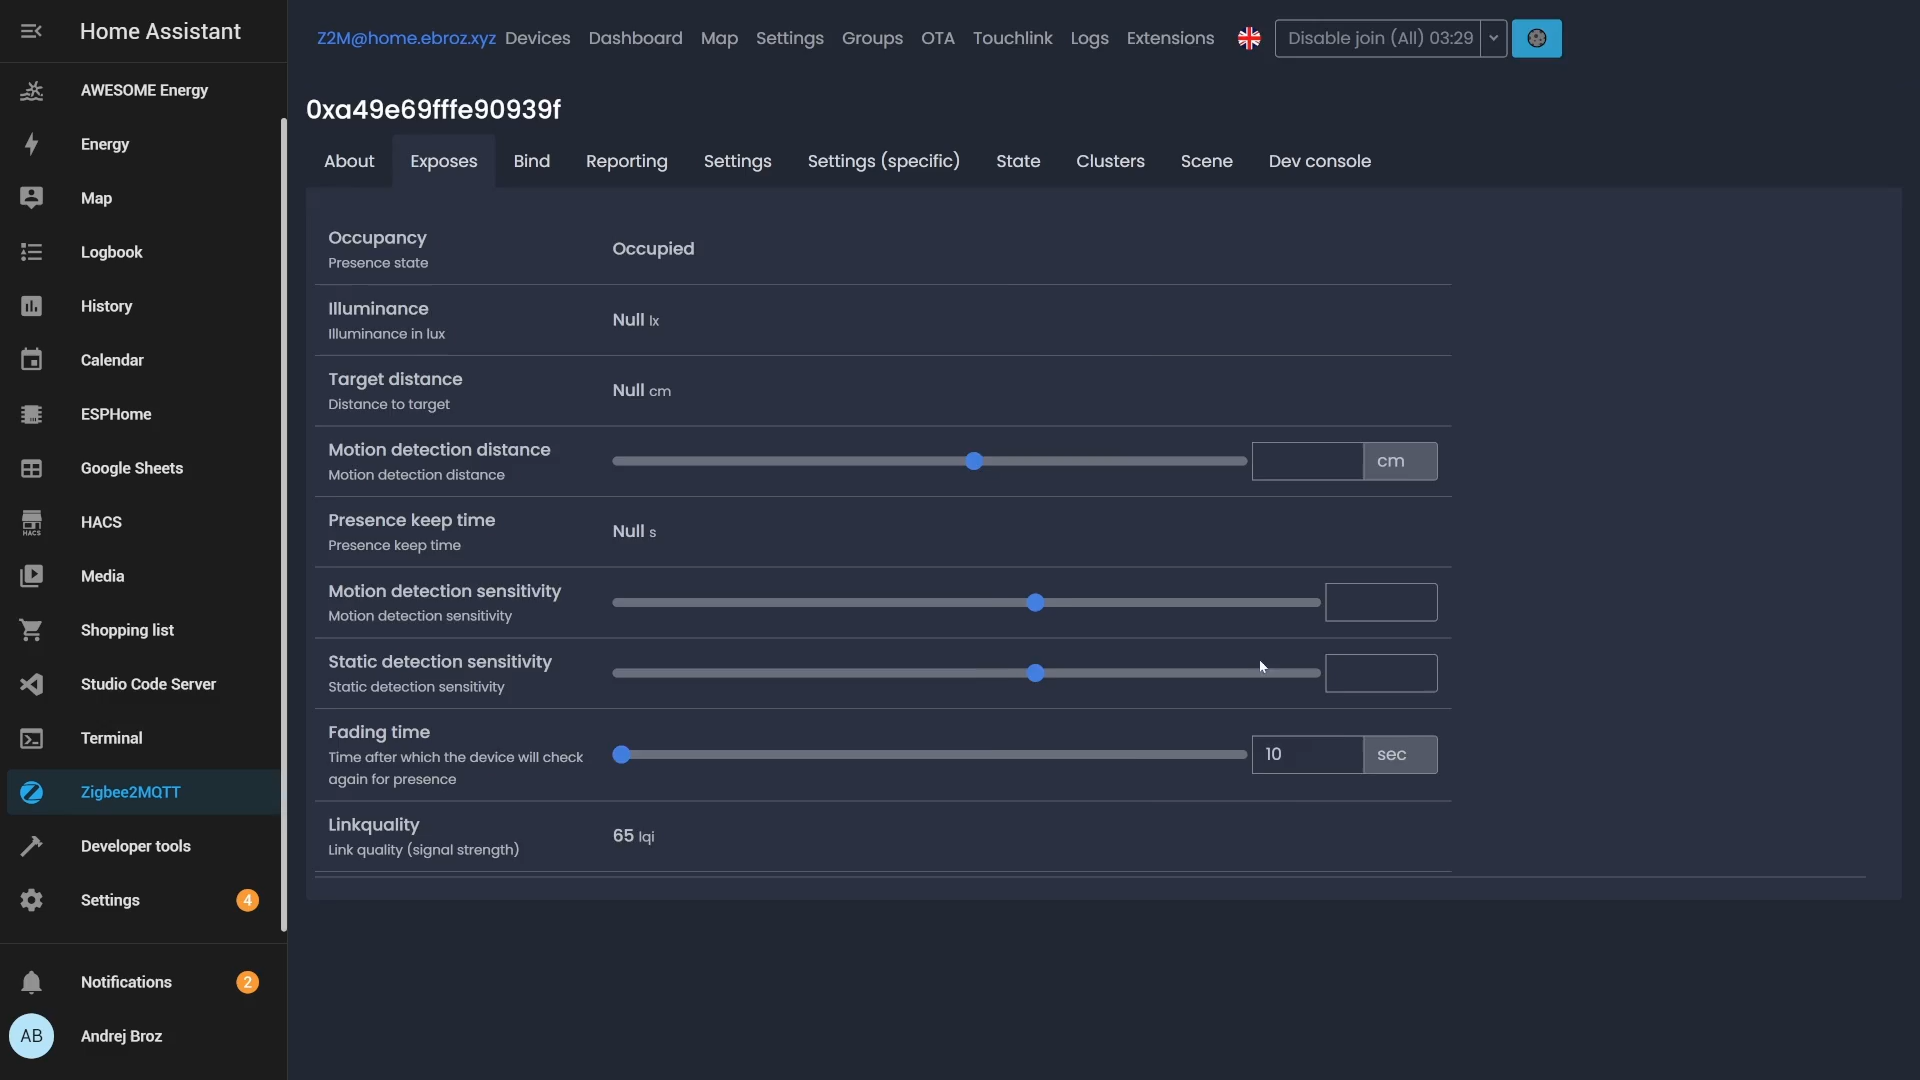 Home Assistant
AWESOME Energy
Energy
Map
Logbook
History
Calendar
ESPHome
Google Sheets
HACS
HACS
Media
Shopping list
Studio Code Server
Terminal
Zigbee2MQTT
Developer tools
Settings 4
Notifications 2
AB Andrej Broz
Z2M@home.ebroz.xyz Devices Dashboard Map Settings Groups OTA Touchlink Logs Extensions Disable join (All) 03:29
0xa49e69fffe90939f
About Exposes Bind Reporting Settings Settings (specific) State Clusters Scene Dev console
Occupancy
Presence state
Occupied
Illuminance
Illuminance in lux
Null lx
Target distance
Distance to target
Null cm
Motion detection distance
Motion detection distance
cm
Presence keep time
Presence keep time
Null s
Motion detection sensitivity
Motion detection sensitivity
Static detection sensitivity
Static detection sensitivity
Fading time
Time after which the device will check
again for presence
10 sec
Linkquality
Link quality (signal strength)
65 lqi